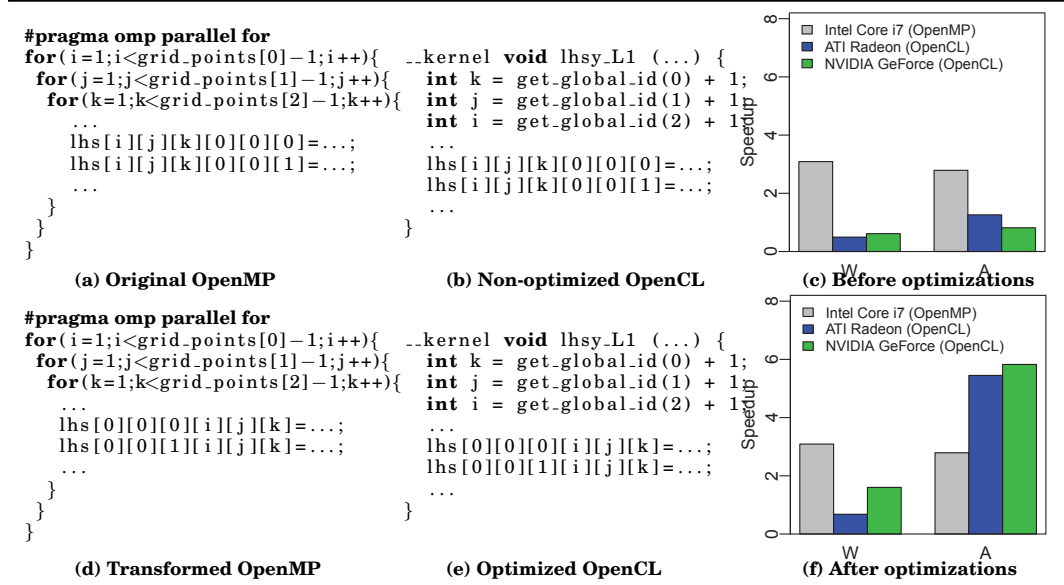 #pragma omp parallel for
for(i=1;i<grid_points[0]-1;i++){
for(j=1;j<grid_points[1]-1;j++){
for(k=1;k<grid_points[2]-1;k++){
...
lhs[i][j][k][0][0][0]=...;
lhs[i][j][k][0][0][1]=...;
...
}
}
}
(a) Original OpenMP
__kernel void lhsy_L1 (...) {
int k = get_global_id(0) + 1;
int j = get_global_id(1) + 1;
int i = get_global_id(2) + 1;
...
lhs[i][j][k][0][0][0]=...;
lhs[i][j][k][0][0][1]=...;
...
}
(b) Non-optimized OpenCL
Intel Core i7 (OpenMP)
ATI Radeon (OpenCL)
NVIDIA GeForce (OpenCL)
Speedup
8
6
4
2
0
W A
(c) Before optimizations
#pragma omp parallel for
for(i=1;i<grid_points[0]-1;i++){
for(j=1;j<grid_points[1]-1;j++){
for(k=1;k<grid_points[2]-1;k++){
...
lhs[0][0][0][i][j][k]=...;
lhs[0][0][1][i][j][k]=...;
...
}
}
}
(d) Transformed OpenMP
__kernel void lhsy_L1 (...) {
int k = get_global_id(0) + 1;
int j = get_global_id(1) + 1;
int i = get_global_id(2) + 1;
...
lhs[0][0][0][i][j][k]=...;
lhs[0][0][1][i][j][k]=...;
...
}
(e) Optimized OpenCL
Intel Core i7 (OpenMP)
ATI Radeon (OpenCL)
NVIDIA GeForce (OpenCL)
Speedup
8
6
4
2
0
W A
(f) After optimizations